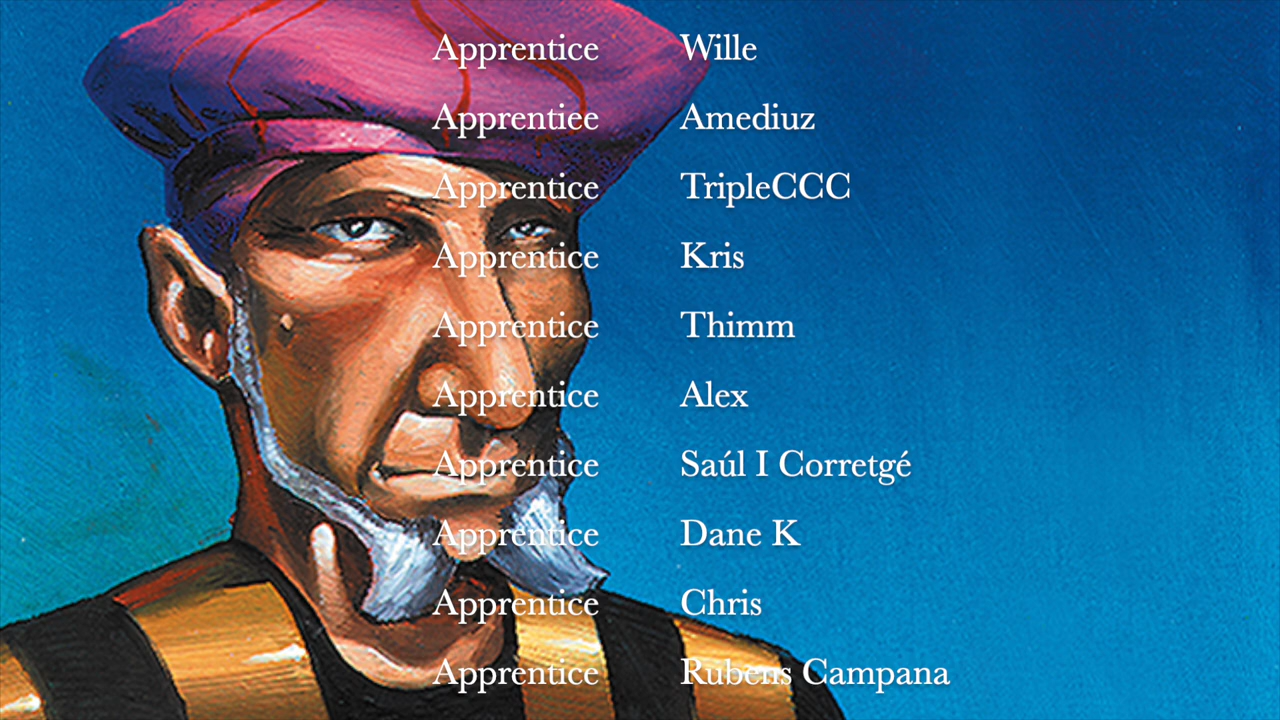 Apprentice Wille
Apprentice Amediuz
Apprentice TripleCCC
Apprentice Kris
Apprentice Thimm
Apprentice Alex
Apprentice Saúl I Corretgé
Apprentice Dane K
Apprentice Chris
Apprentice Rubens Campana